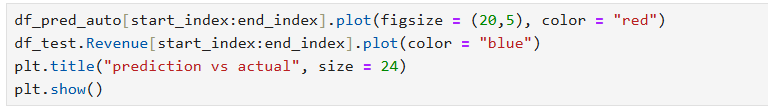 df_pred_auto[start_index:end_index].plot(figsize = (20,5), color = "red")
df_test.Revenue[start_index:end_index].plot(color = "blue")
plt.title("prediction vs actual", size = 24)
plt.show()